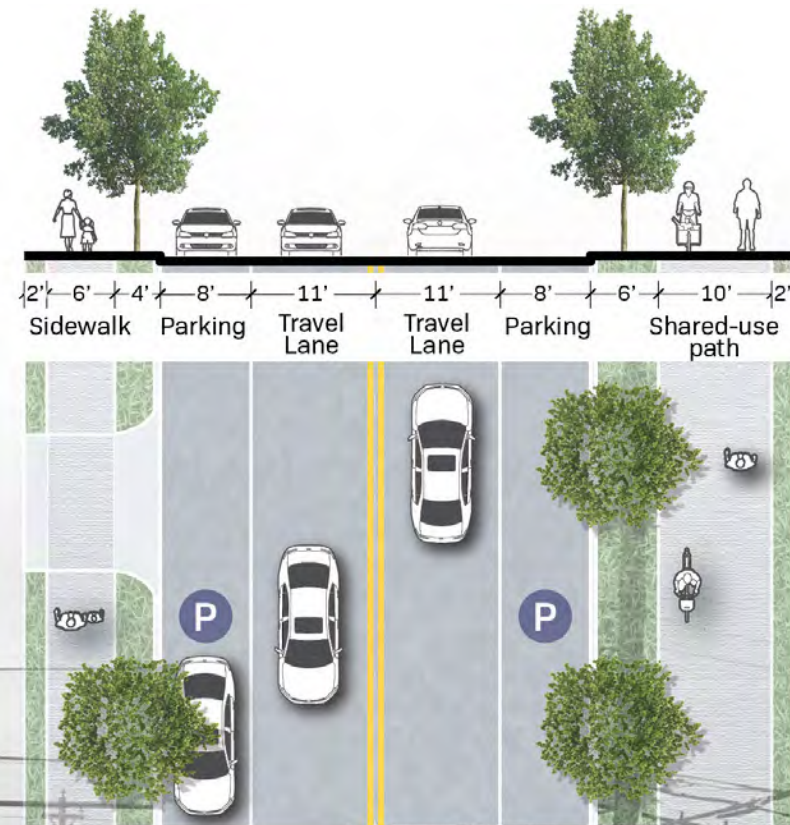 2' 6' 4' 8' 11' 11' 8' 6' 10' 2'
Sidewalk Parking Travel Travel Parking Shared-use
Lane Lane path
P P